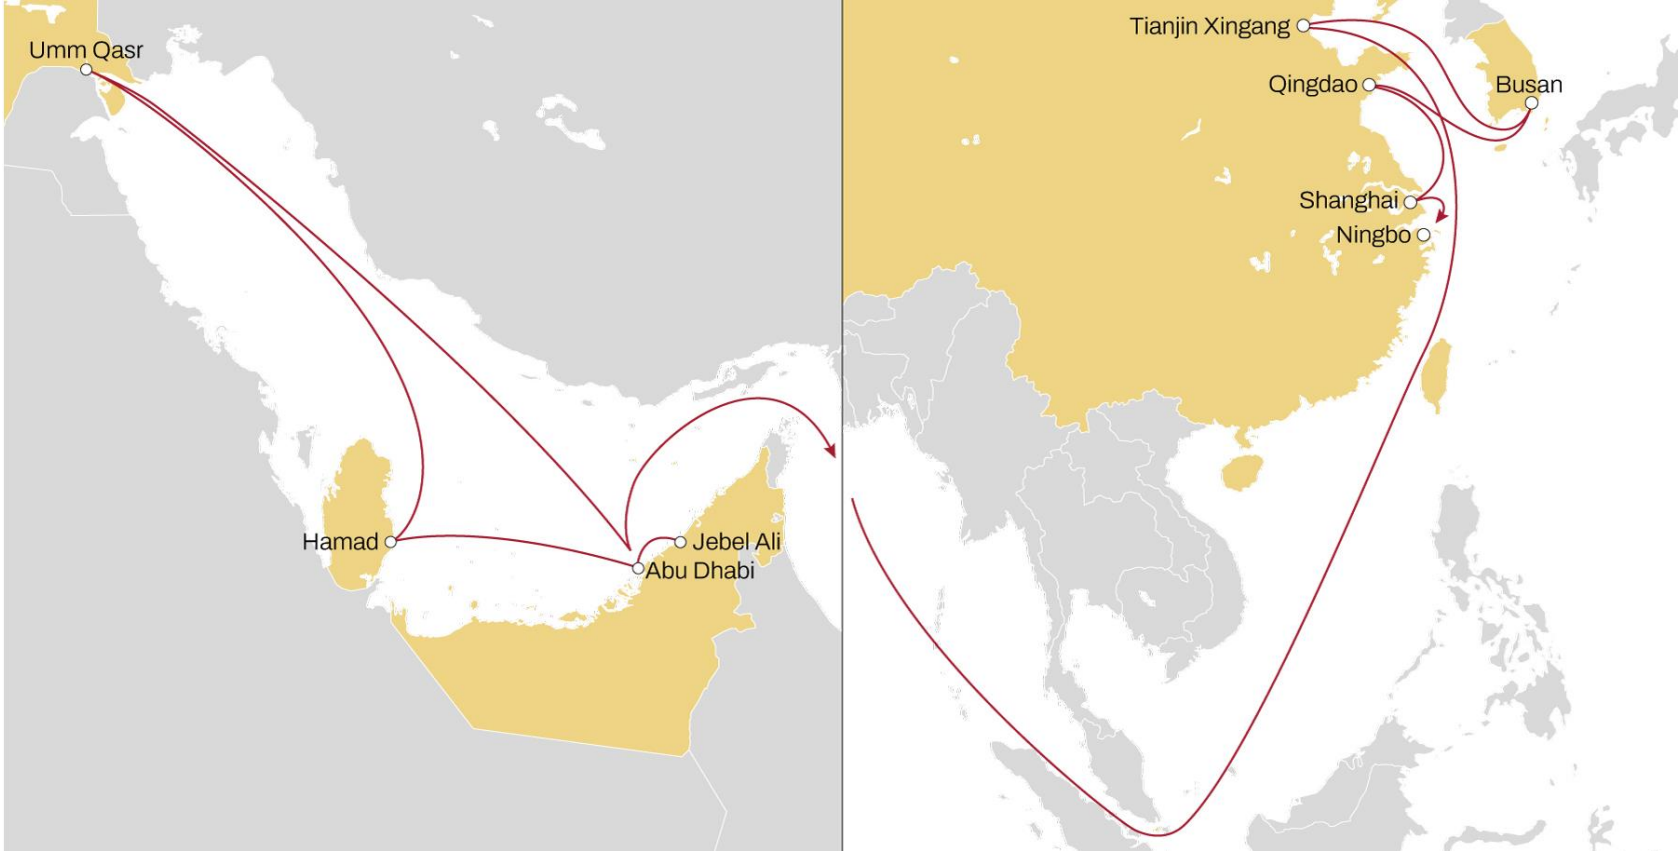 Umm Qasr
Hamad
Jebel Ali
Abu Dhabi
Tianjin Xingang
Qingdao
Busan
Shanghai
Ningbo